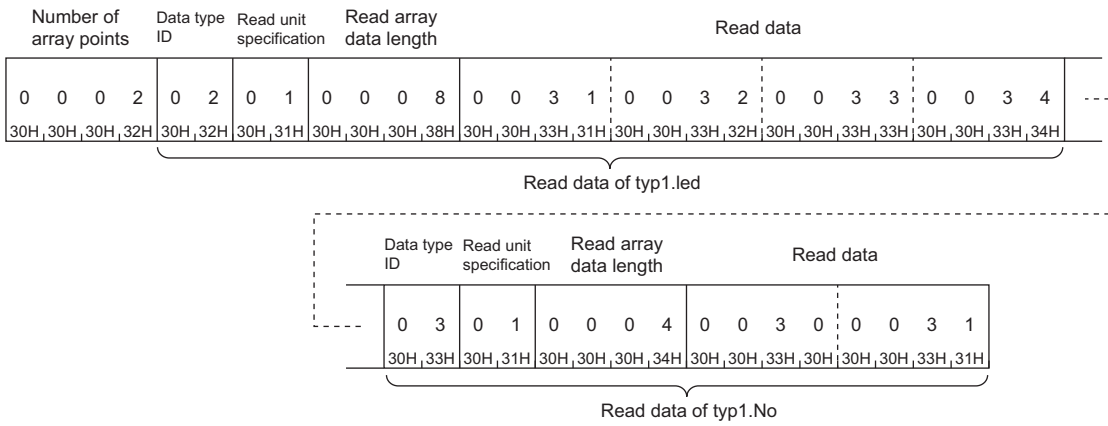 Number of array points Data type ID Read unit specification Read array data length Read data
0 0 0 2 0 2 0 1 0 0 0 8 0 0 3 1 0 0 3 2 0 0 3 3 0 0 3 4
30H 30H 30H 32H 30H 32H 30H 31H 30H 30H 30H 38H 30H 30H 33H 31H 30H 30H 33H 32H 30H 30H 33H 33H 30H 30H 33H 34H
Read data of typ1.led
Data type ID Read unit specification Read array data length Read data
0 3 0 1 0 0 0 4 0 0 3 0 0 0 3 1
30H 33H 30H 31H 30H 30H 30H 34H 30H 30H 33H 30H 30H 30H 33H 31H
Read data of typ1.No